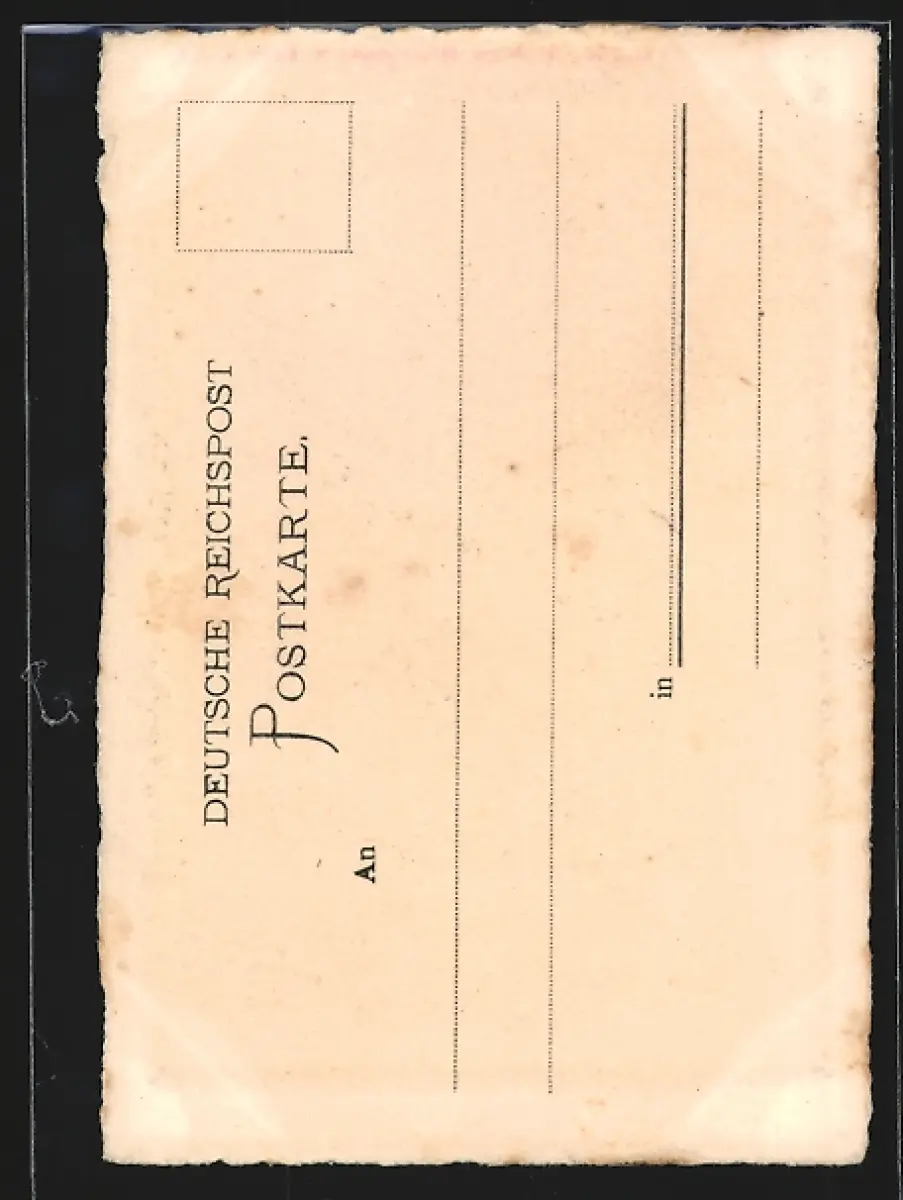 DEUTSCHE REICHSPOST
POSTKARTE.
An
in